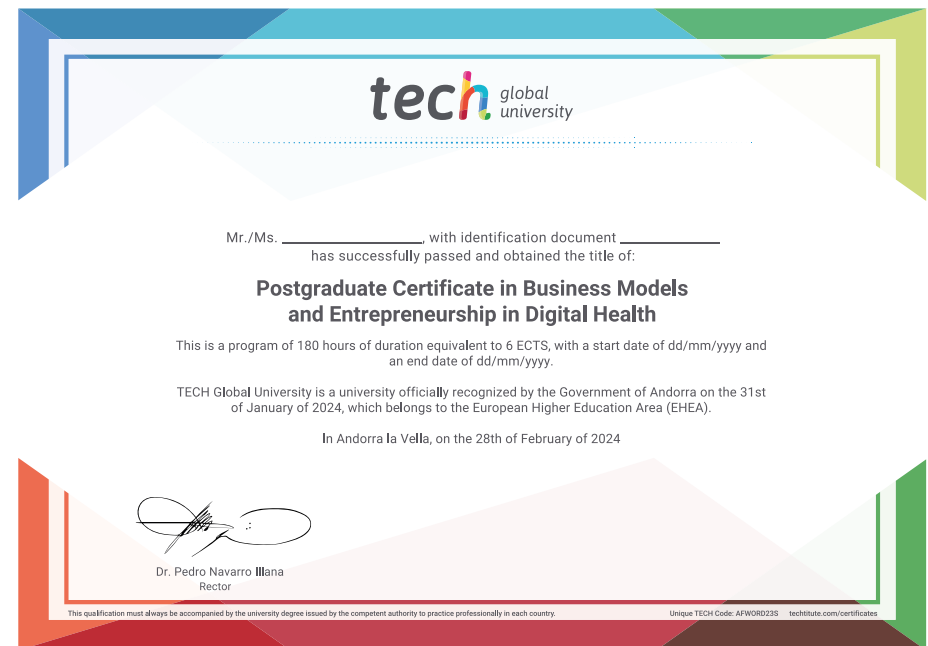 tech global university
Mr./Ms. ____________________, with identification document ______________
has successfully passed and obtained the title of:
Postgraduate Certificate in Business Models
and Entrepreneurship in Digital Health
This is a program of 180 hours of duration equivalent to 6 ECTS, with a start date of dd/mm/yyyy and
an end date of dd/mm/yyyy.
TECH Global University is a university officially recognized by the Government of Andorra on the 31st
of January of 2024, which belongs to the European Higher Education Area (EHEA).
In Andorra la Vella, on the 28th of February of 2024
Dr. Pedro Navarro Illana
Rector
This qualification must always be accompanied by the university degree issued by the competent authority to practice professionally in each country.
Unique TECH Code: AFWORD23S techtitute.com/certificates